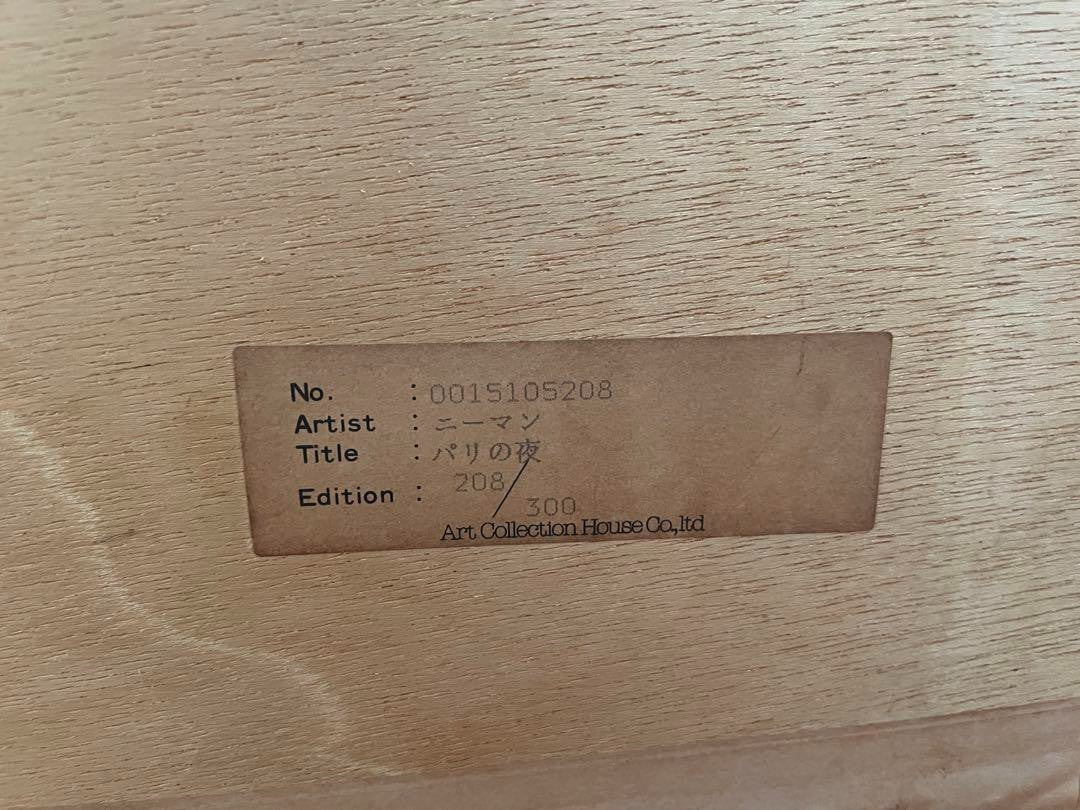 No. : 0015105208
Artist : ニーマン
Title : パリの夜
Edition : 208/300
Art Collection House Co,ltd